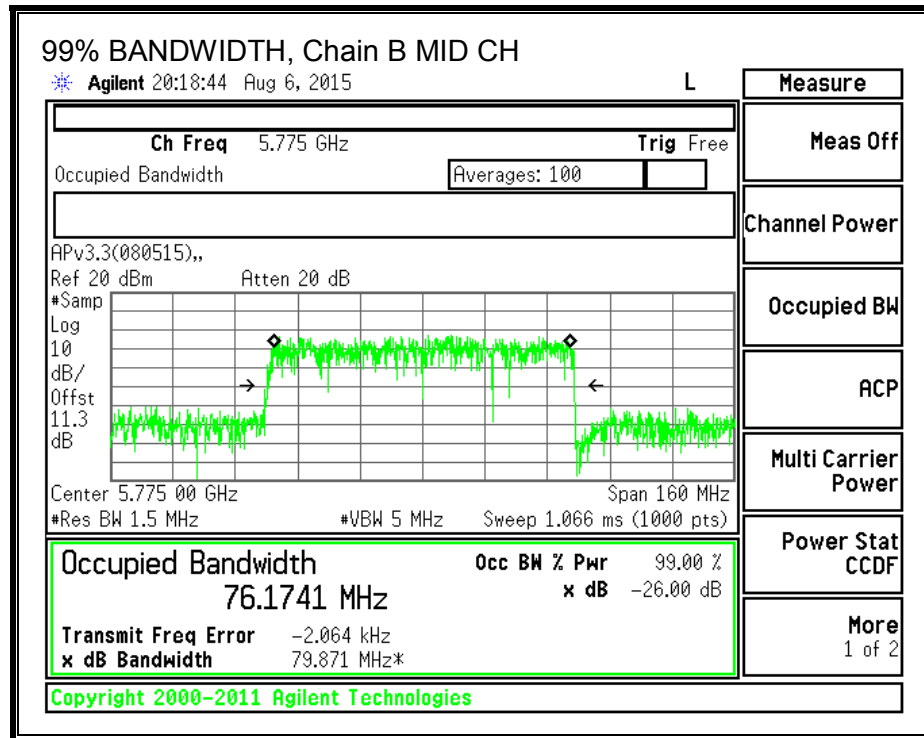 99% BANDWIDTH, Chain B MID CH
Agilent 20:18:44 Aug 6, 2015 L
Measure
Ch Freq 5.775 GHz Trig Free
Meas Off
Occupied Bandwidth Averages: 100
Channel Power
APv3.3(080515),,
Ref 20 dBm Atten 20 dB
#Samp
Log
10
dB/
Offst
11.3
dB
Occupied BW
ACP
Multi Carrier
Power
Center 5.775 00 GHz Span 160 MHz
#Res BW 1.5 MHz #VBW 5 MHz Sweep 1.066 ms (1000 pts)
Power Stat
CCDF
Occupied Bandwidth Occ BW % Pwr 99.00 %
76.1741 MHz x dB -26.00 dB
Transmit Freq Error -2.064 kHz
x dB Bandwidth 79.871 MHz*
More
1 of 2
Copyright 2000-2011 Agilent Technologies